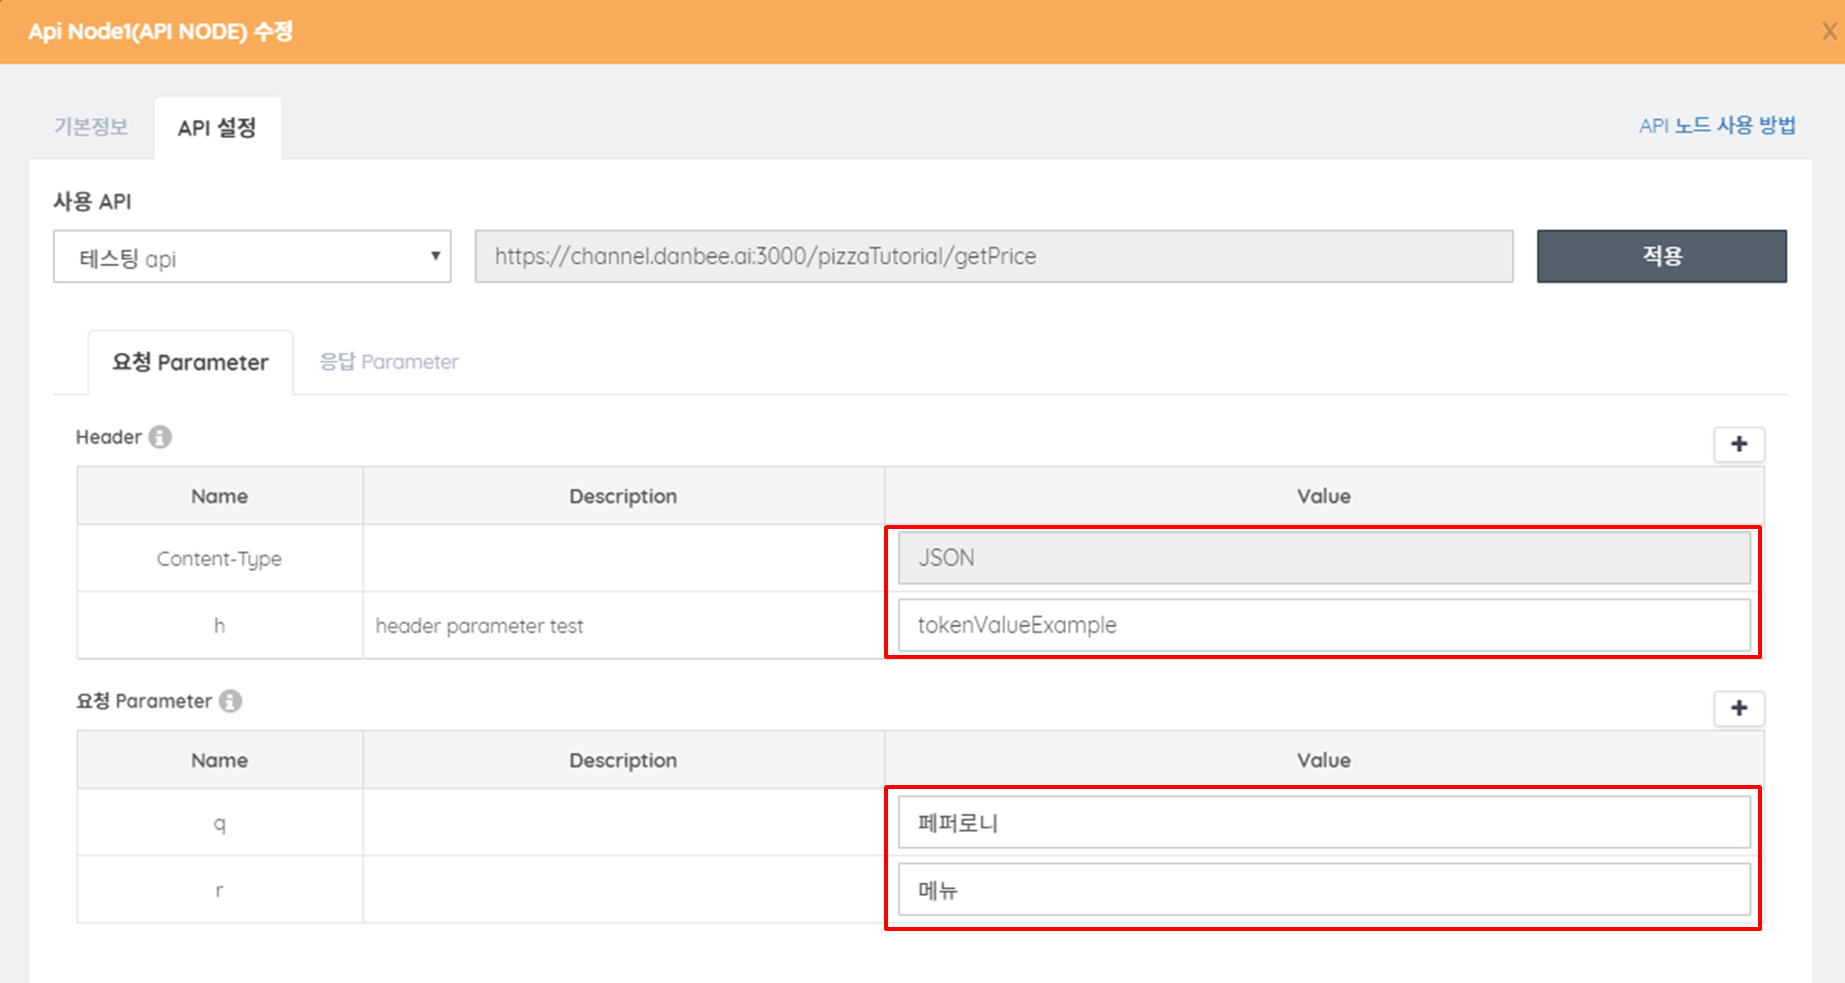 Api Node1(API NODE) 수정 X
기본정보 API 설정 API 노드 사용 방법
사용 API
테스팅 api https://channel.danbee.ai:3000/pizzaTutorial/getPrice 적용
요청 Parameter 응답 Parameter
Header
Name Description Value
Content-Type JSON
h header parameter test tokenValueExample
요청 Parameter
Name Description Value
q 페퍼로니
r 메뉴